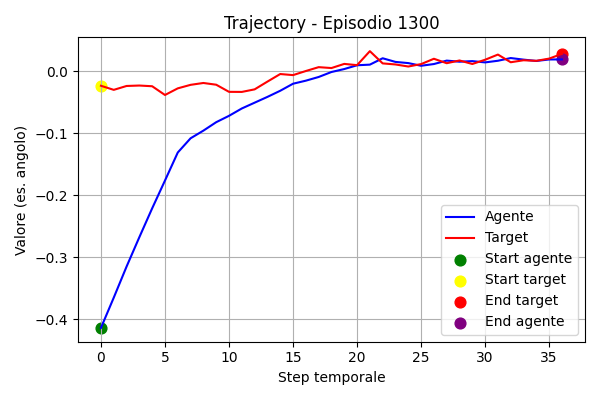 Trajectory - Episodio 1300
Valore (es. angolo)
0.0
−0.1
−0.2
−0.3
−0.4
0 5 10 15 20 25 30 35
Step temporale
Agente
Target
Start agente
Start target
End target
End agente